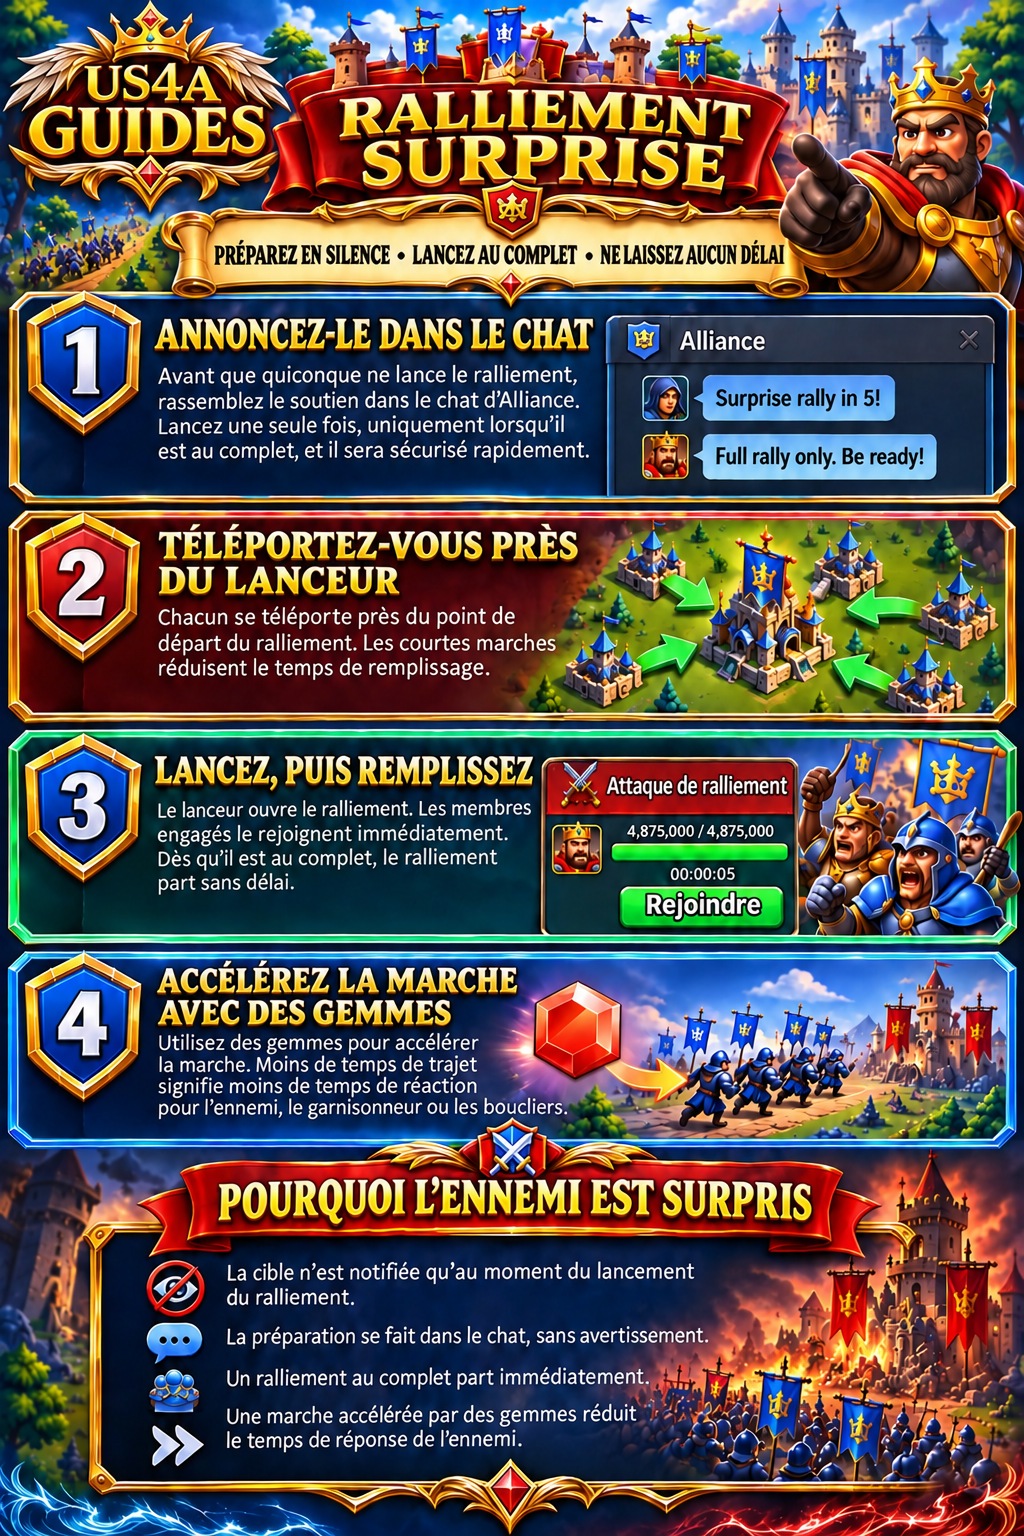 US4A
GUIDES
RALLIEMENT
SURPRISE
PRÉPAREZ EN SILENCE • LANCEZ AU COMPLET • NE LAISSEZ AUCUN DÉLAI
1
ANNONCEZ-LE DANS LE CHAT
Avant que quiconque ne lance le ralliement,
rassemblez le soutien dans le chat d'Alliance.
Lancez une seule fois, uniquement lorsqu'il
est au complet, et il sera sécurisé rapidement.
Alliance
Surprise rally in 5!
Full rally only. Be ready!
2
TÉLÉPORTEZ-VOUS PRÈS
DU LANCEUR
Chacun se téléporte près du point de
départ du ralliement. Les courtes marches
réduisent le temps de remplissage.
3
LANCEZ, PUIS REMPLISSEZ
Le lanceur ouvre le ralliement. Les membres
engagés le rejoignent immédiatement.
Dès qu'il est au complet, le ralliement
part sans délai.
Attaque de ralliement
4,875,000 / 4,875,000
00:00:05
Rejoindre
4
ACCÉLÉREZ LA MARCHE
AVEC DES GEMMES
Utilisez des gemmes pour accélérer
la marche. Moins de temps de trajet
signifie moins de temps de réaction
pour l'ennemi, le garnisonneur ou les boucliers.
POURQUOI L'ENNEMI EST SURPRIS
La cible n'est notifiée qu'au moment du lancement
du ralliement.
La préparation se fait dans le chat, sans avertissement.
Un ralliement au complet part immédiatement.
Une marche accélérée par des gemmes réduit
le temps de réponse de l'ennemi.